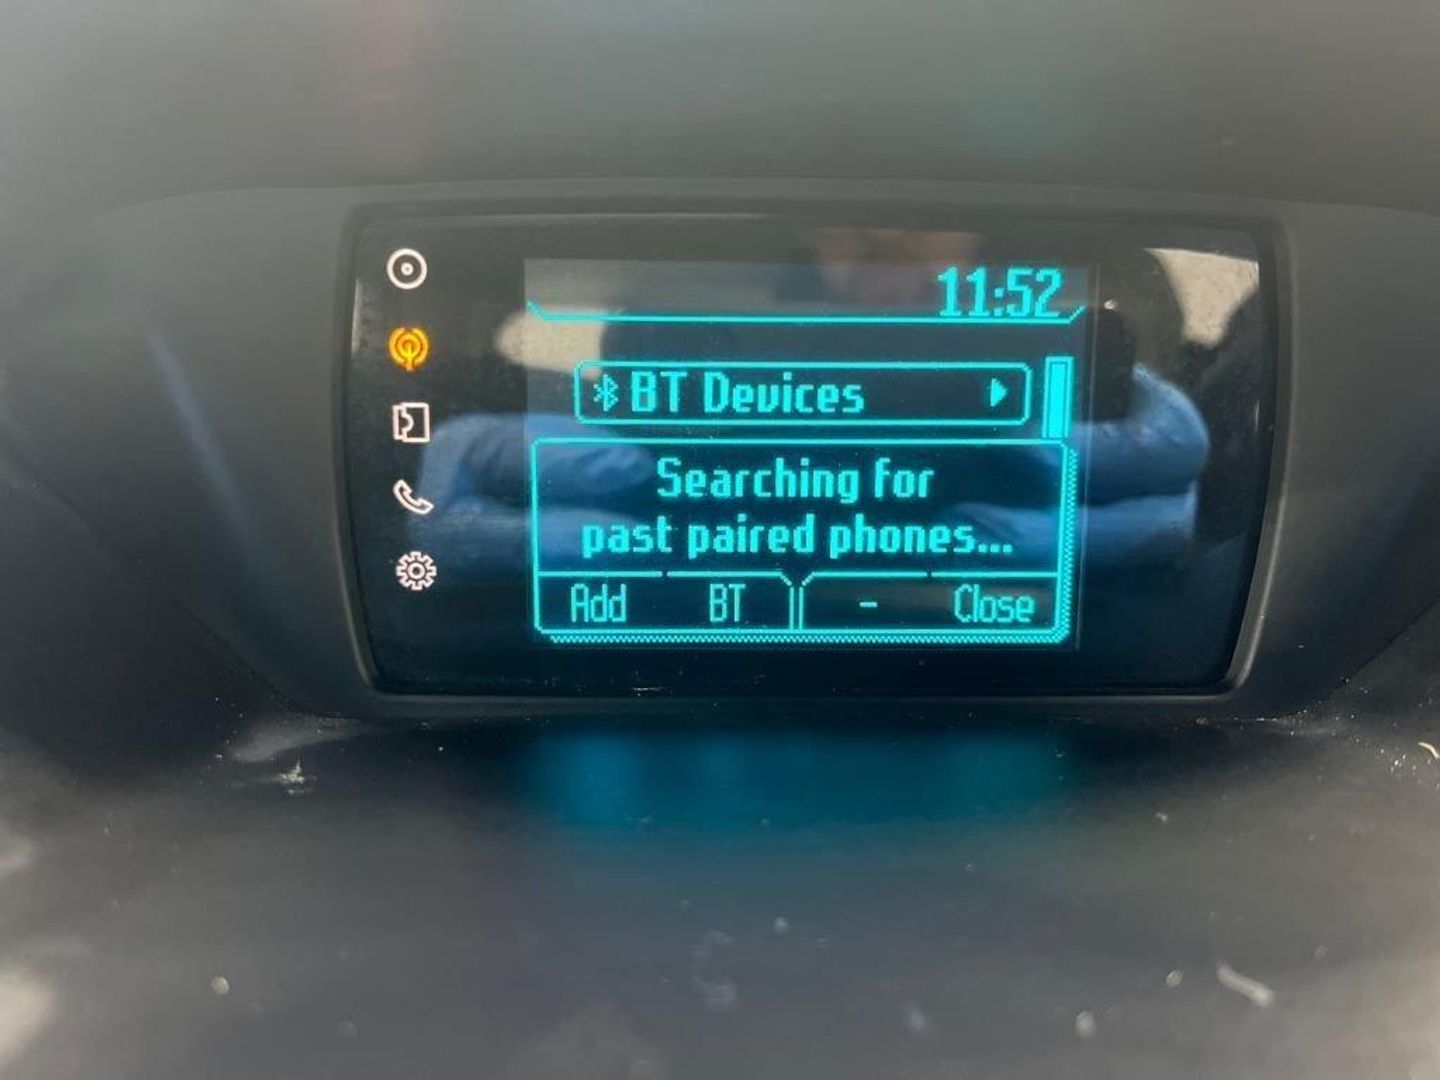 11:52
BT Devices
Searching for
past paired phones...
Add BT - Close